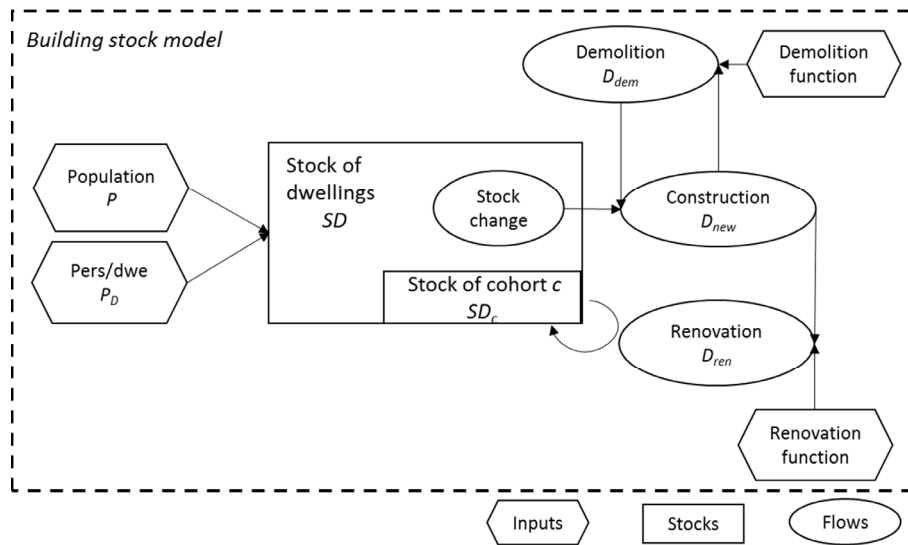 Building stock model
Demolition
D_dem
Demolition
function
Population
P
Stock of
dwellings
SD
Stock
change
Construction
D_new
Pers/dwe
P_D
Stock of cohort c
SD_c
Renovation
D_ren
Renovation
function
Inputs
Stocks
Flows